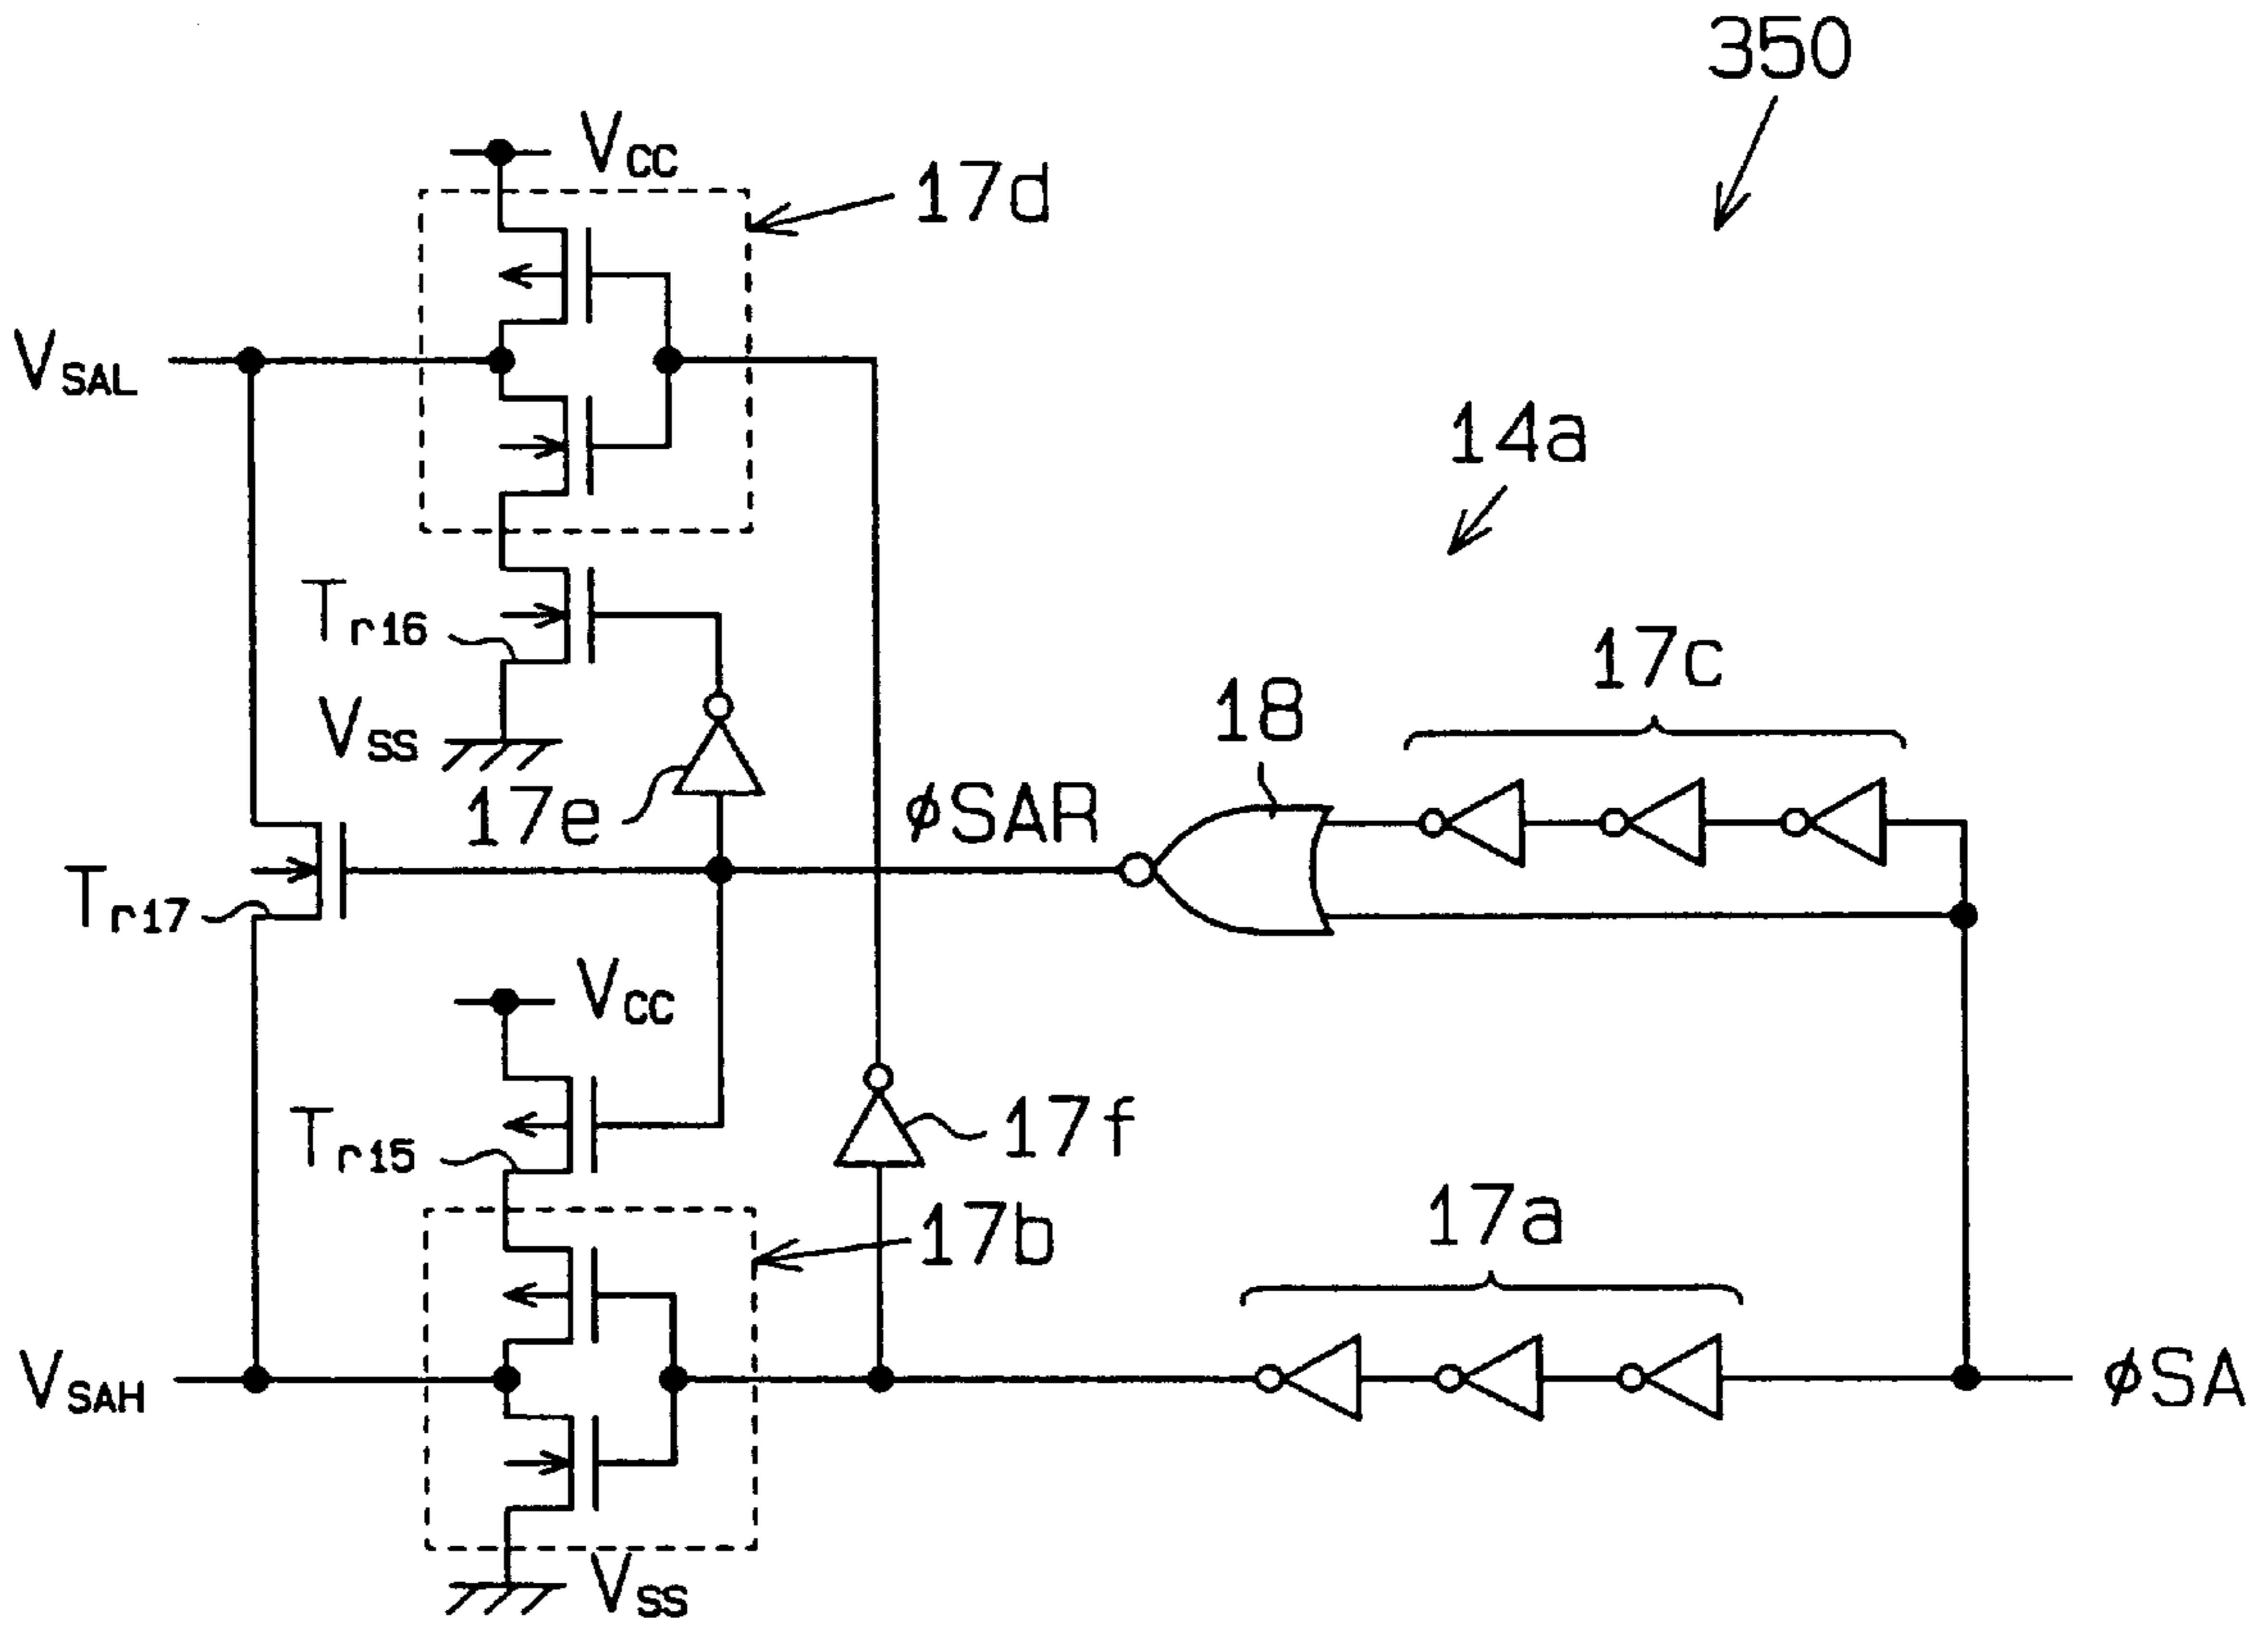 350
VCC
17d
VSAL
14a
Tr16
17c
18
VSS
17e
φSAR
Tr17
VCC
Tr15
17f
17b
17a
VSAH
φSA
VSS